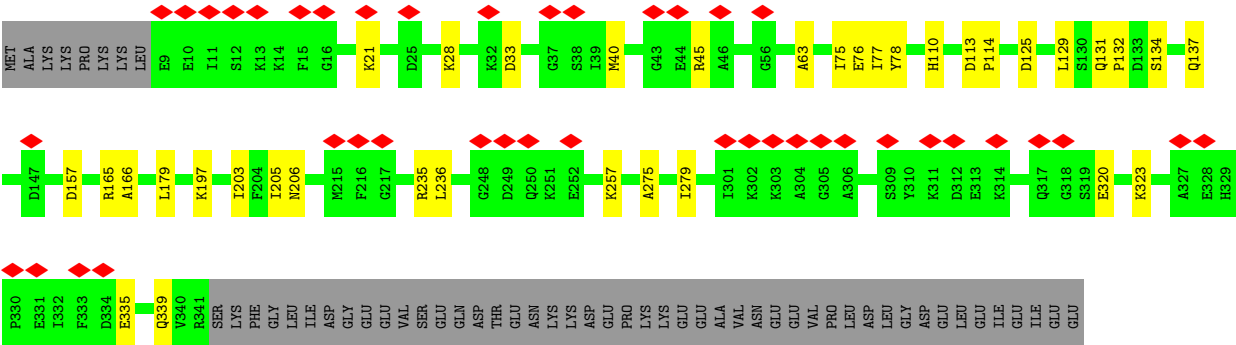 MET ALA LYS LYS PRO LYS LYS LEU E9 E10 I11 S12 K13 K14 F15 G16 K21 D25 K28 K32 D33 G37 S38 I39 M40 G43 E44 R45 A46 G56 A63 I75 E76 I77 Y78 H110 D113 P114 D125 L129 S130 Q131 P132 D133 S134 Q137
D147 D157 R165 A166 L179 K197 I203 F204 I205 N206 M215 F216 G217 R235 L236 G248 D249 Q250 K251 E252 K257 A275 I279 I301 K302 K303 A304 G305 A306 S309 Y310 K311 D312 E313 K314 Q317 G318 S319 E320 K323 A327 E328 H329
P330 E331 I332 F333 D334 E335 Q339 V340 R341 SER LYS PHE GLY LEU ILE ASP GLY GLU GLU VAL SER GLU GLN ASP THR GLU ASN LYS LYS ASP GLU PRO LYS LYS GLU GLU ALA VAL ASN GLU GLU VAL PRO LEU ASP LEU GLY ASP GLU LEU GLU ILE GLU ILE GLU GLU